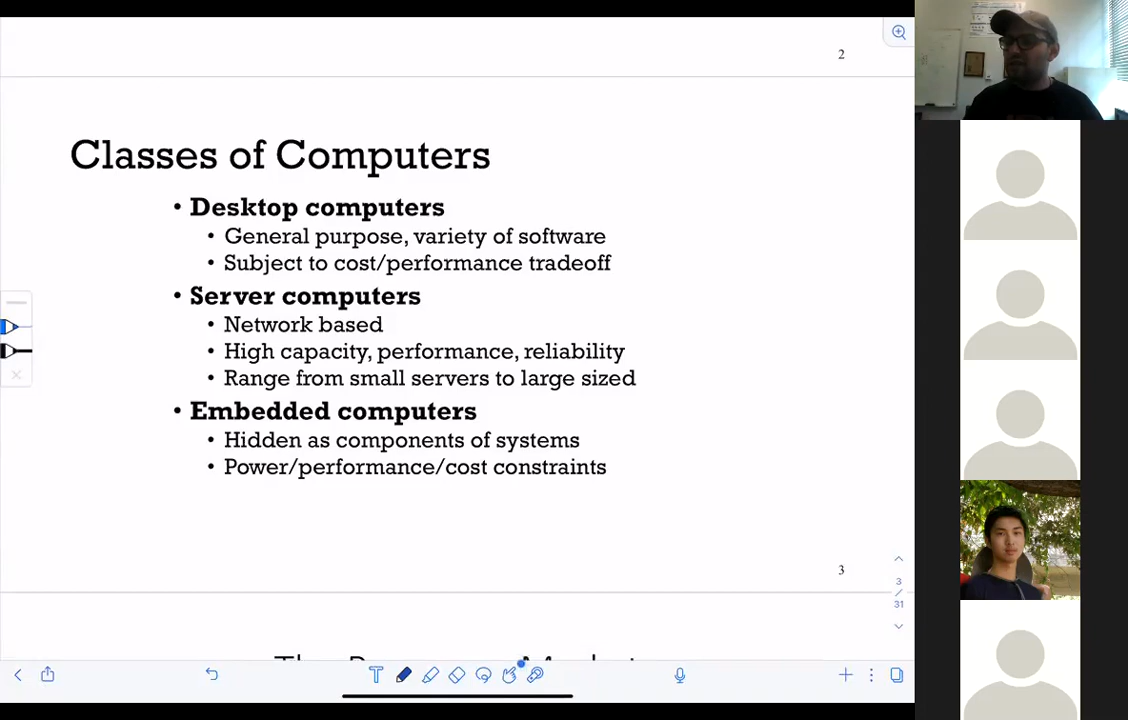 2
Classes of Computers
• Desktop computers
• General purpose, variety of software
• Subject to cost/performance tradeoff
• Server computers
• Network based
• High capacity, performance, reliability
• Range from small servers to large sized
• Embedded computers
• Hidden as components of systems
• Power/performance/cost constraints
3
3
/
31